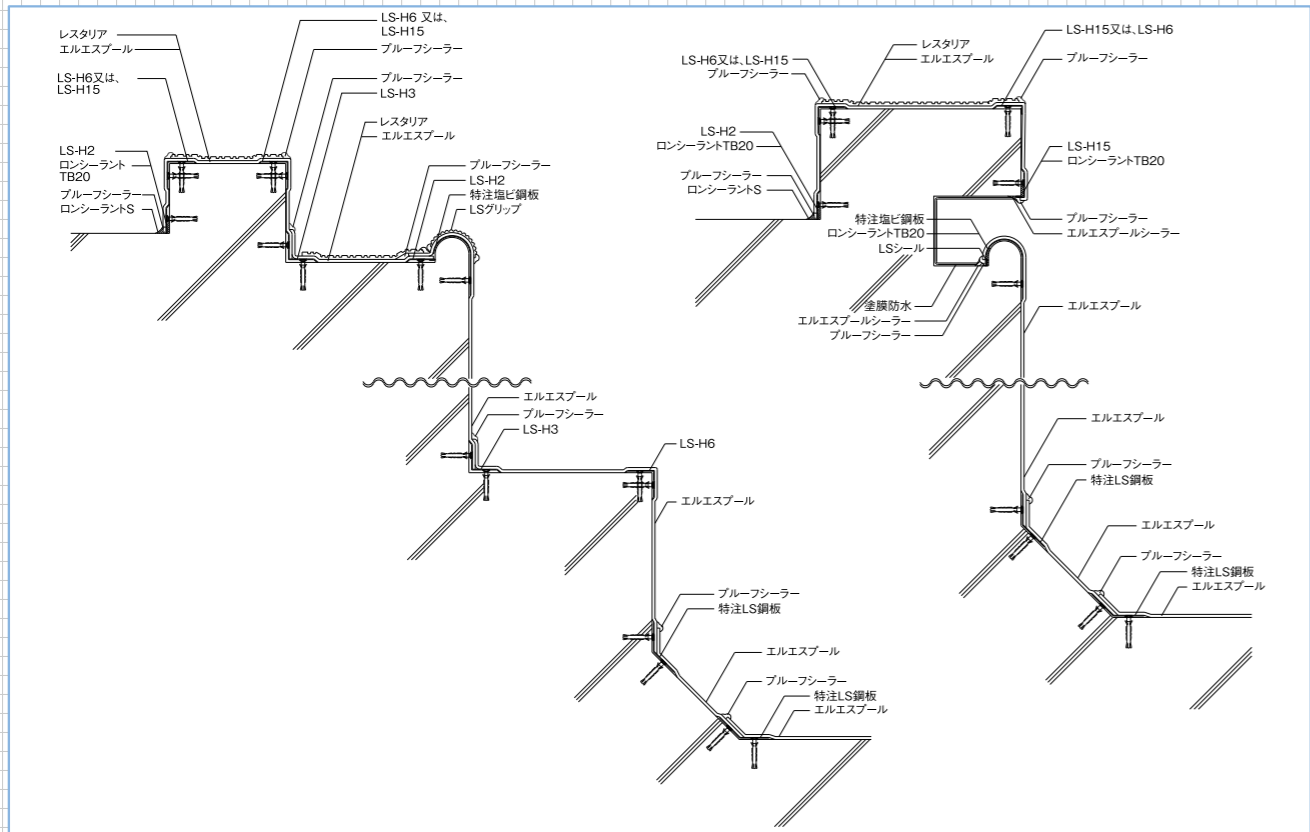 LS-H6 又は、
LS-H15
プルーフシーラー
レスタリア
エルエスプール
LS-H6又は、
LS-H15
プルーフシーラー
LS-H3
レスタリア
エルエスプール
LS-H2
ロンシーラント
TB20
プルーフシーラー
ロンシーラントS
プルーフシーラー
LS-H2
特注塩ビ鋼板
LSグリップ
エルエスプール
プルーフシーラー
LS-H3
LS-H6
エルエスプール
プルーフシーラー
特注LS鋼板
エルエスプール
プルーフシーラー
特注LS鋼板
エルエスプール
LS-H15又は、LS-H6
プルーフシーラー
レスタリア
エルエスプール
LS-H6又は、LS-H15
プルーフシーラー
LS-H2
ロンシーラントTB20
プルーフシーラー
ロンシーラントS
LS-H15
ロンシーラントTB20
プルーフシーラー
エルエスプールシーラー
特注塩ビ鋼板
ロンシーラントTB20
LSシール
塗膜防水
エルエスプールシーラー
プルーフシーラー
エルエスプール
エルエスプール
プルーフシーラー
特注LS鋼板
エルエスプール
プルーフシーラー
特注LS鋼板
エルエスプール